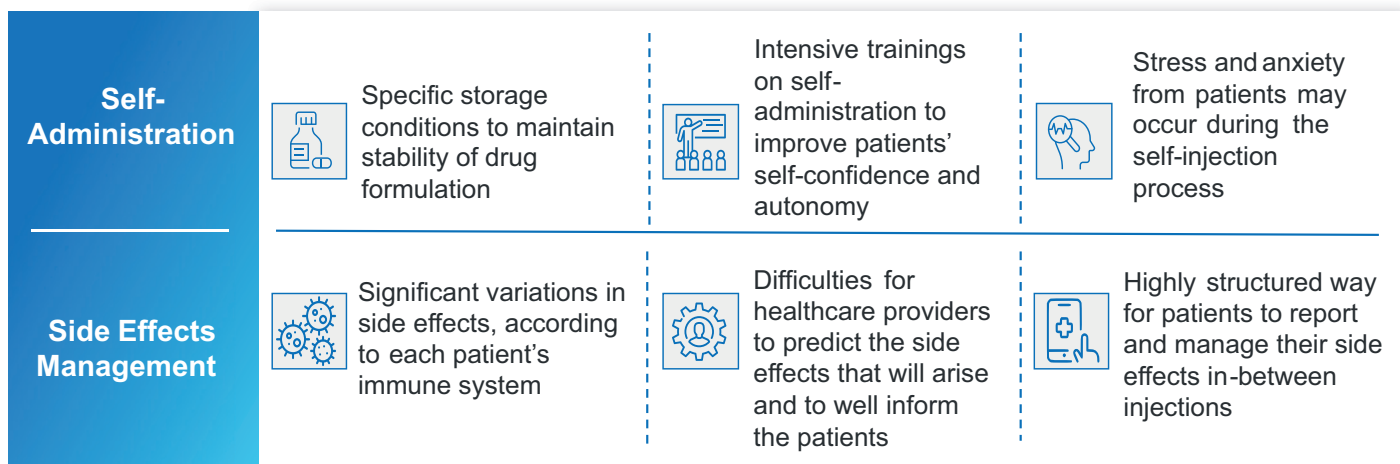 Self-
Administration
Specific storage
conditions to maintain
stability of drug
formulation
Intensive trainings
on self-
administration to
improve patients’
self-confidence and
autonomy
Stress and anxiety
from patients may
occur during the
self-injection
process
Side Effects
Management
Significant variations in
side effects, according
to each patient’s
immune system
Difficulties for
healthcare providers
to predict the side
effects that will arise
and to well inform
the patients
Highly structured way
for patients to report
and manage their side
effects in-between
injections